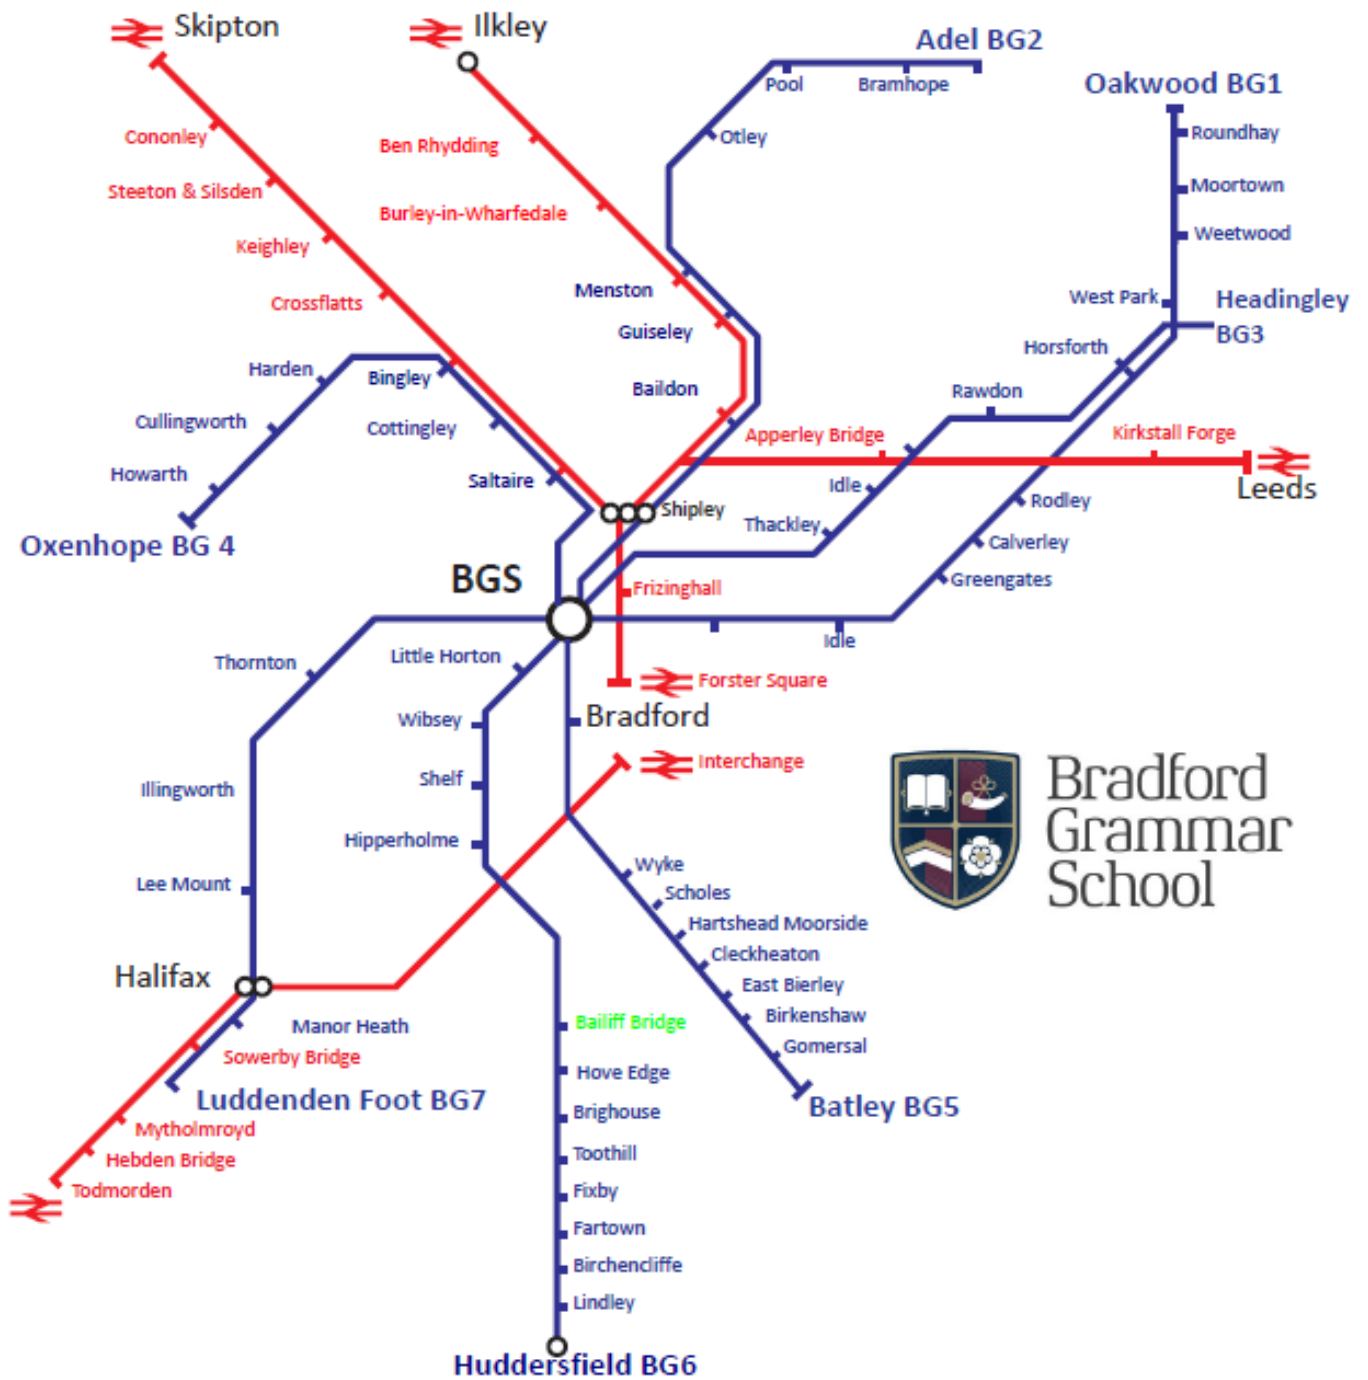 Skipton
Ilkley
Adel BG2
Pool
Bramhope
Oakwood BG1
Cononley
Ben Rhydding
Otley
Roundhay
Steeton & Silsden
Burley-in-Wharfedale
Moortown
Keighley
Weetwood
Crossflatts
Menston
West Park
Headingley
BG3
Guiseley
Horsforth
Harden
Bingley
Baildon
Rawdon
Cullingworth
Cottingley
Apperley Bridge
Kirkstall Forge
Howarth
Saltaire
Idle
Leeds
Shipley
Rodley
Oxenhope BG 4
Thackley
Calverley
BGS
Frizinghall
Greengates
Thornton
Little Horton
Idle
Forster Square
Wibsey
Bradford
Interchange
Shelf
Illingworth
Hipperholme
Bradford
Grammar
School
Wyke
Lee Mount
Scholes
Hartshead Moorside
Cleckheaton
Halifax
East Bierley
Manor Heath
Bailiff Bridge
Birkenshaw
Sowerby Bridge
Gomersal
Hove Edge
Luddenden Foot BG7
Brighouse
Batley BG5
Mytholmroyd
Toothill
Hebden Bridge
Todmorden
Fixby
Fartown
Birchencliffe
Lindley
Huddersfield BG6